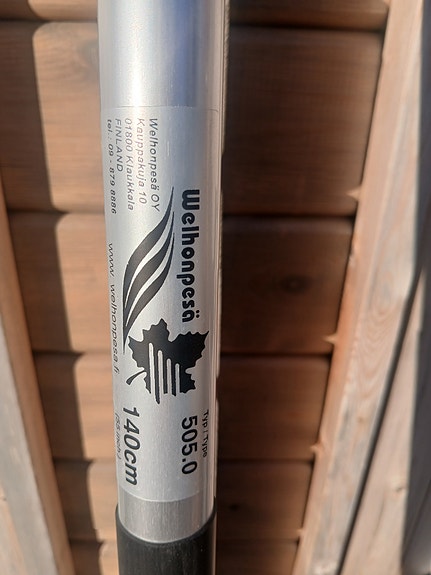 Welhonpesä OY
Kauppakuja 10
01800 Klaukkala
FINLAND
tel.: 09 - 879 8886
www. welhonpesa.fi
Welhonpesä
Typ / Type
505.0
140cm